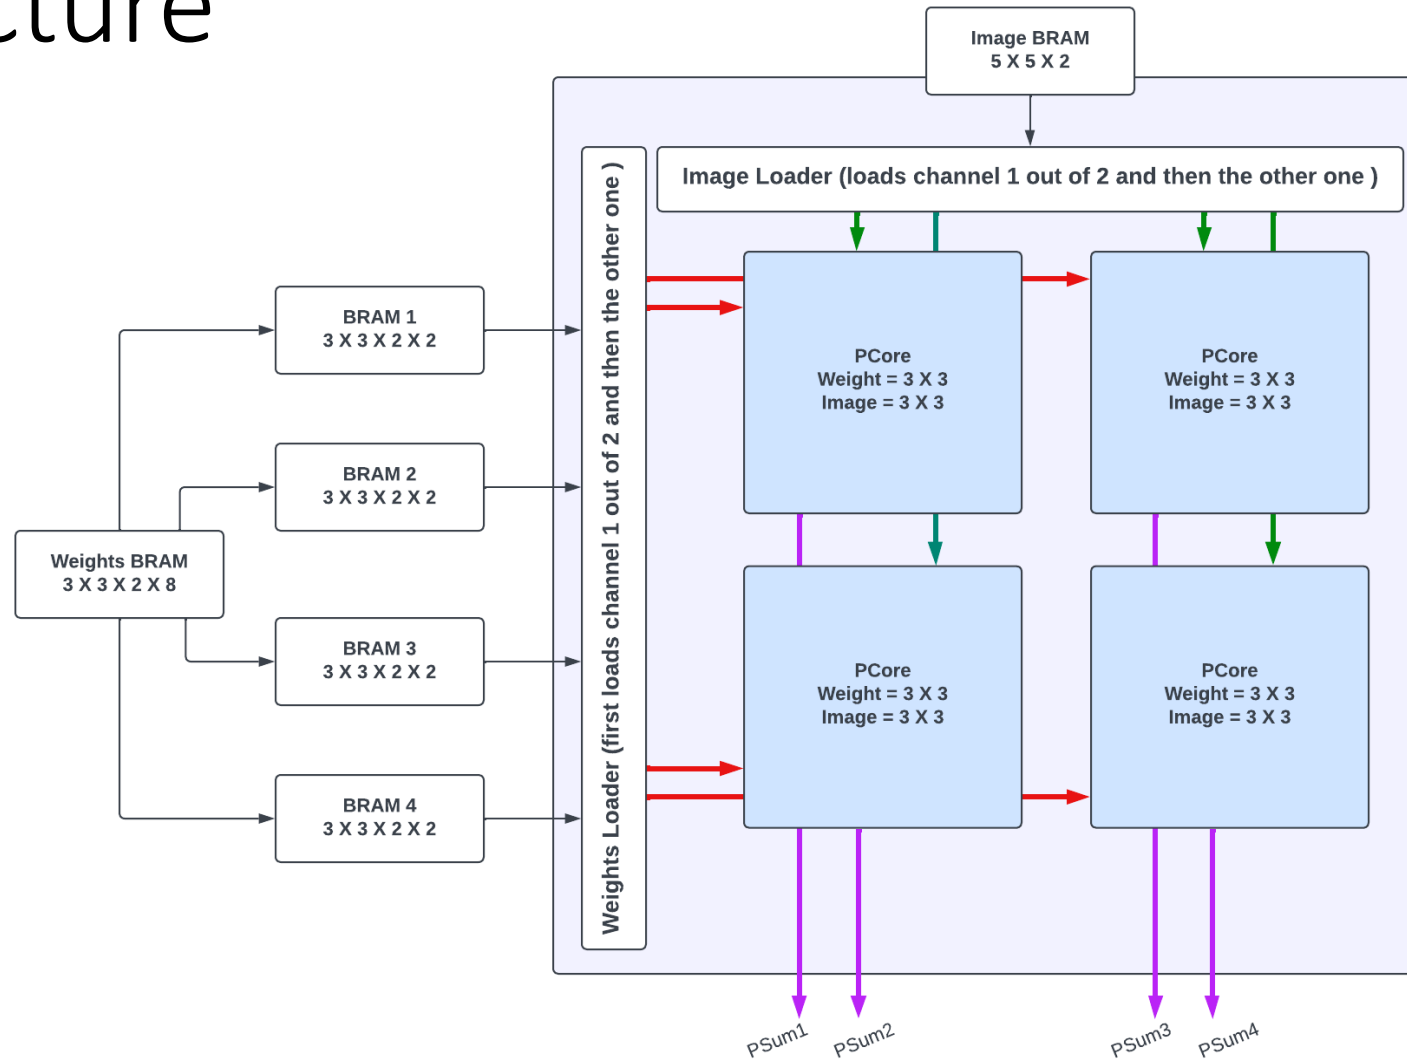 cture
Image BRAM
5 X 5 X 2
Image Loader (loads channel 1 out of 2 and then the other one )
Weights Loader (first loads channel 1 out of 2 and then the other one )
BRAM 1
3 X 3 X 2 X 2
BRAM 2
3 X 3 X 2 X 2
Weights BRAM
3 X 3 X 2 X 8
BRAM 3
3 X 3 X 2 X 2
BRAM 4
3 X 3 X 2 X 2
PCore
Weight = 3 X 3
Image = 3 X 3
PCore
Weight = 3 X 3
Image = 3 X 3
PCore
Weight = 3 X 3
Image = 3 X 3
PCore
Weight = 3 X 3
Image = 3 X 3
PSum1
PSum2
PSum3
PSum4